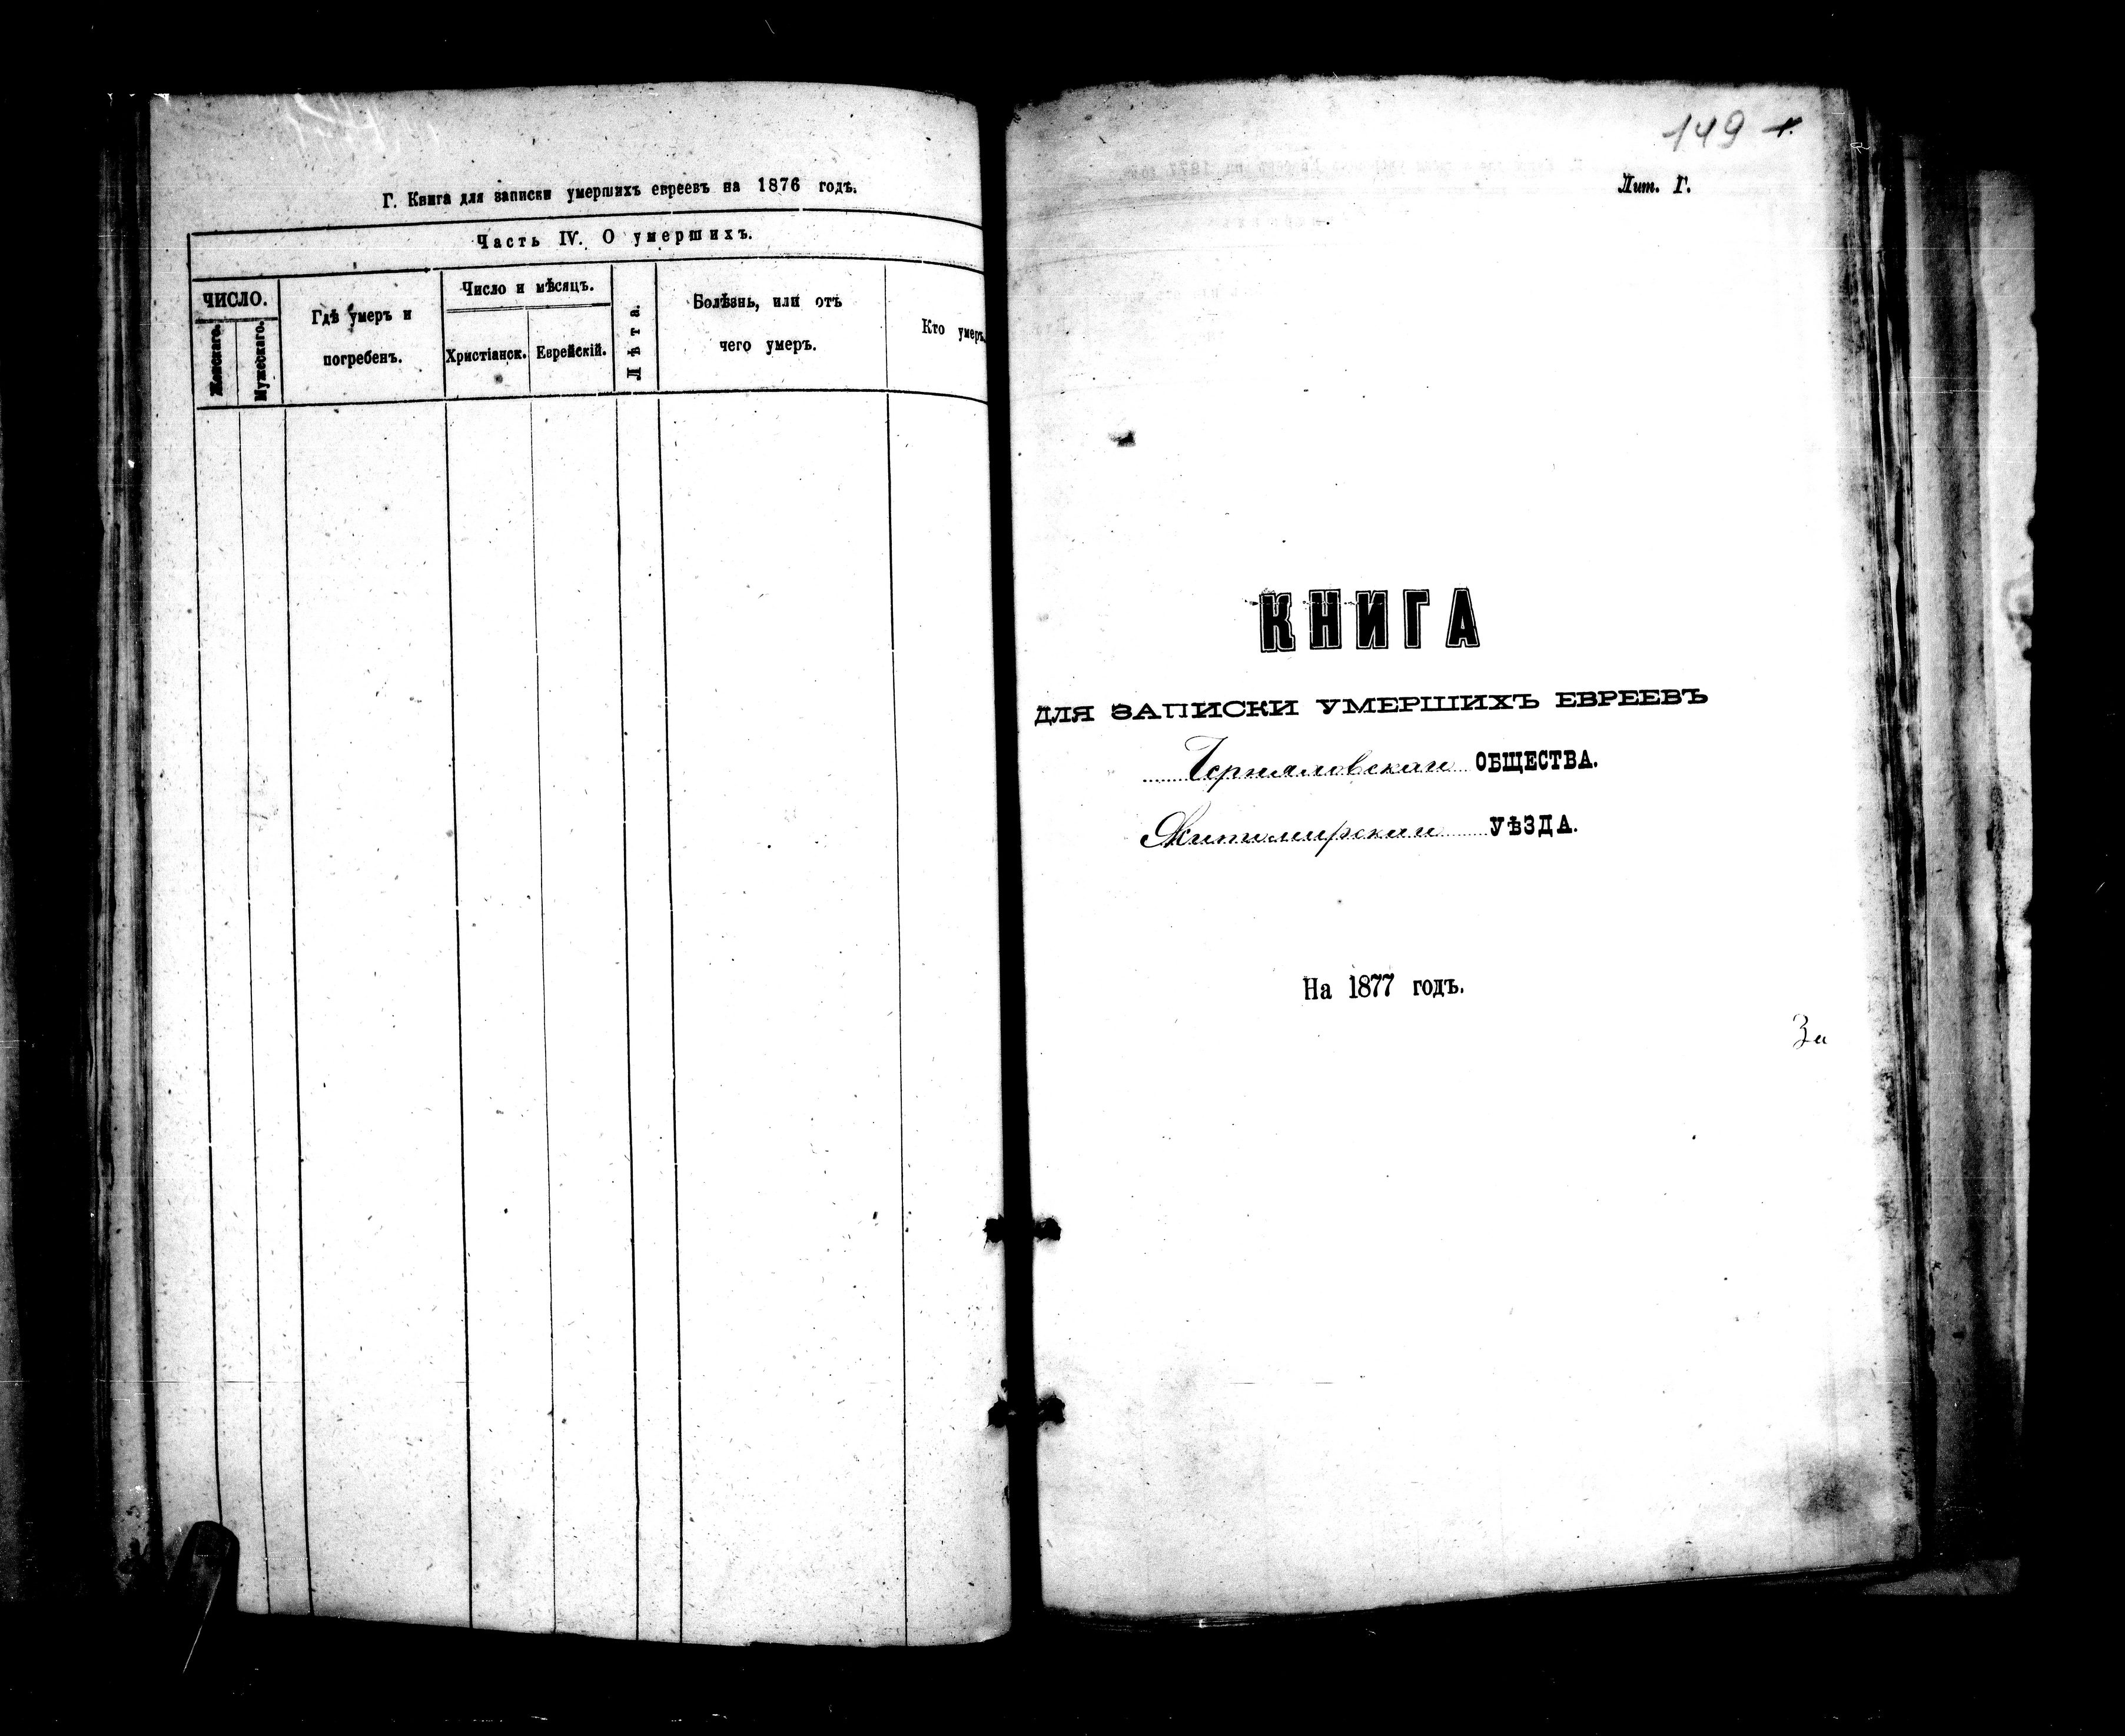 Г. Книга для записки умершихъ евреевъ на 1876 годъ.
Часть IV. О умершихъ.
ЧИСЛО.
Женскаго.
Мужескаго.
Гдѣ умеръ и
погребенъ.
Число и мѣсяцъ.
Христіанск.
Еврейскій.
Лѣта.
Болѣзнь, или отъ
чего умеръ.
Кто умеръ.
149
Лит. Г.
КНИГА
ДЛЯ ЗАПИСКИ УМЕРШИХЪ ЕВРЕЕВЪ
ОБЩЕСТВА.
Житомирскаго УѢЗДА.
На 1877 годъ.
За